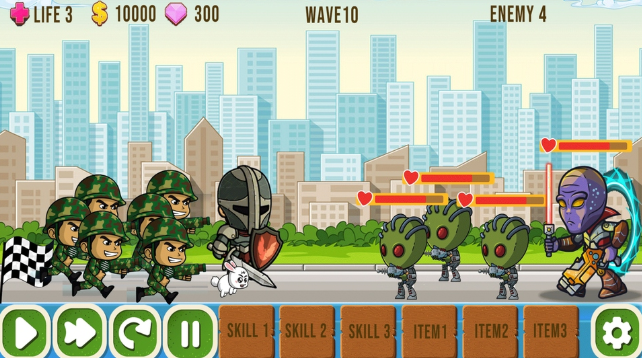 LIFE 3 $ 10000 300 WAVE10 ENEMY 4
SKILL 1 SKILL 2 SKILL 3 ITEM1 ITEM2 ITEM3